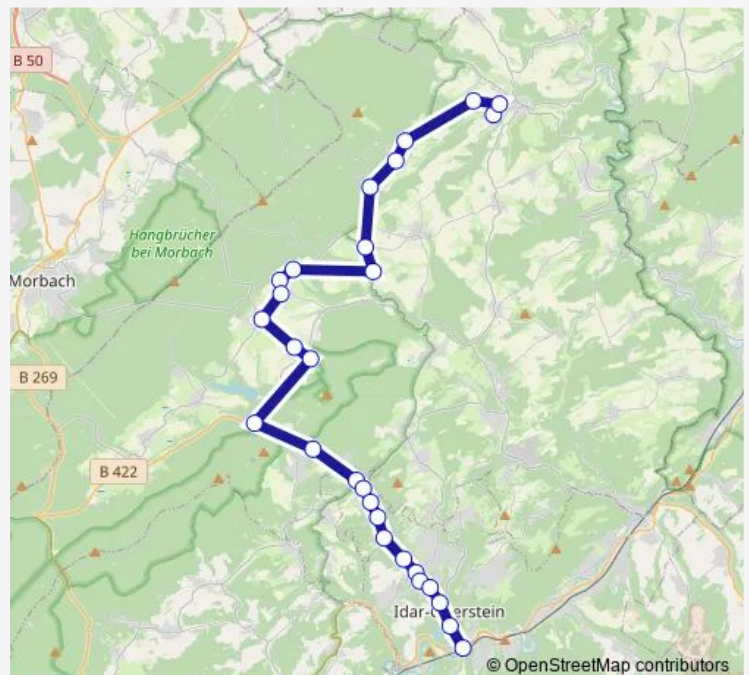 B 50
Hangbrücher
bei Morbach
Morbach
B 269
B 422
Idar-Oberstein
© OpenStreetMap contributors